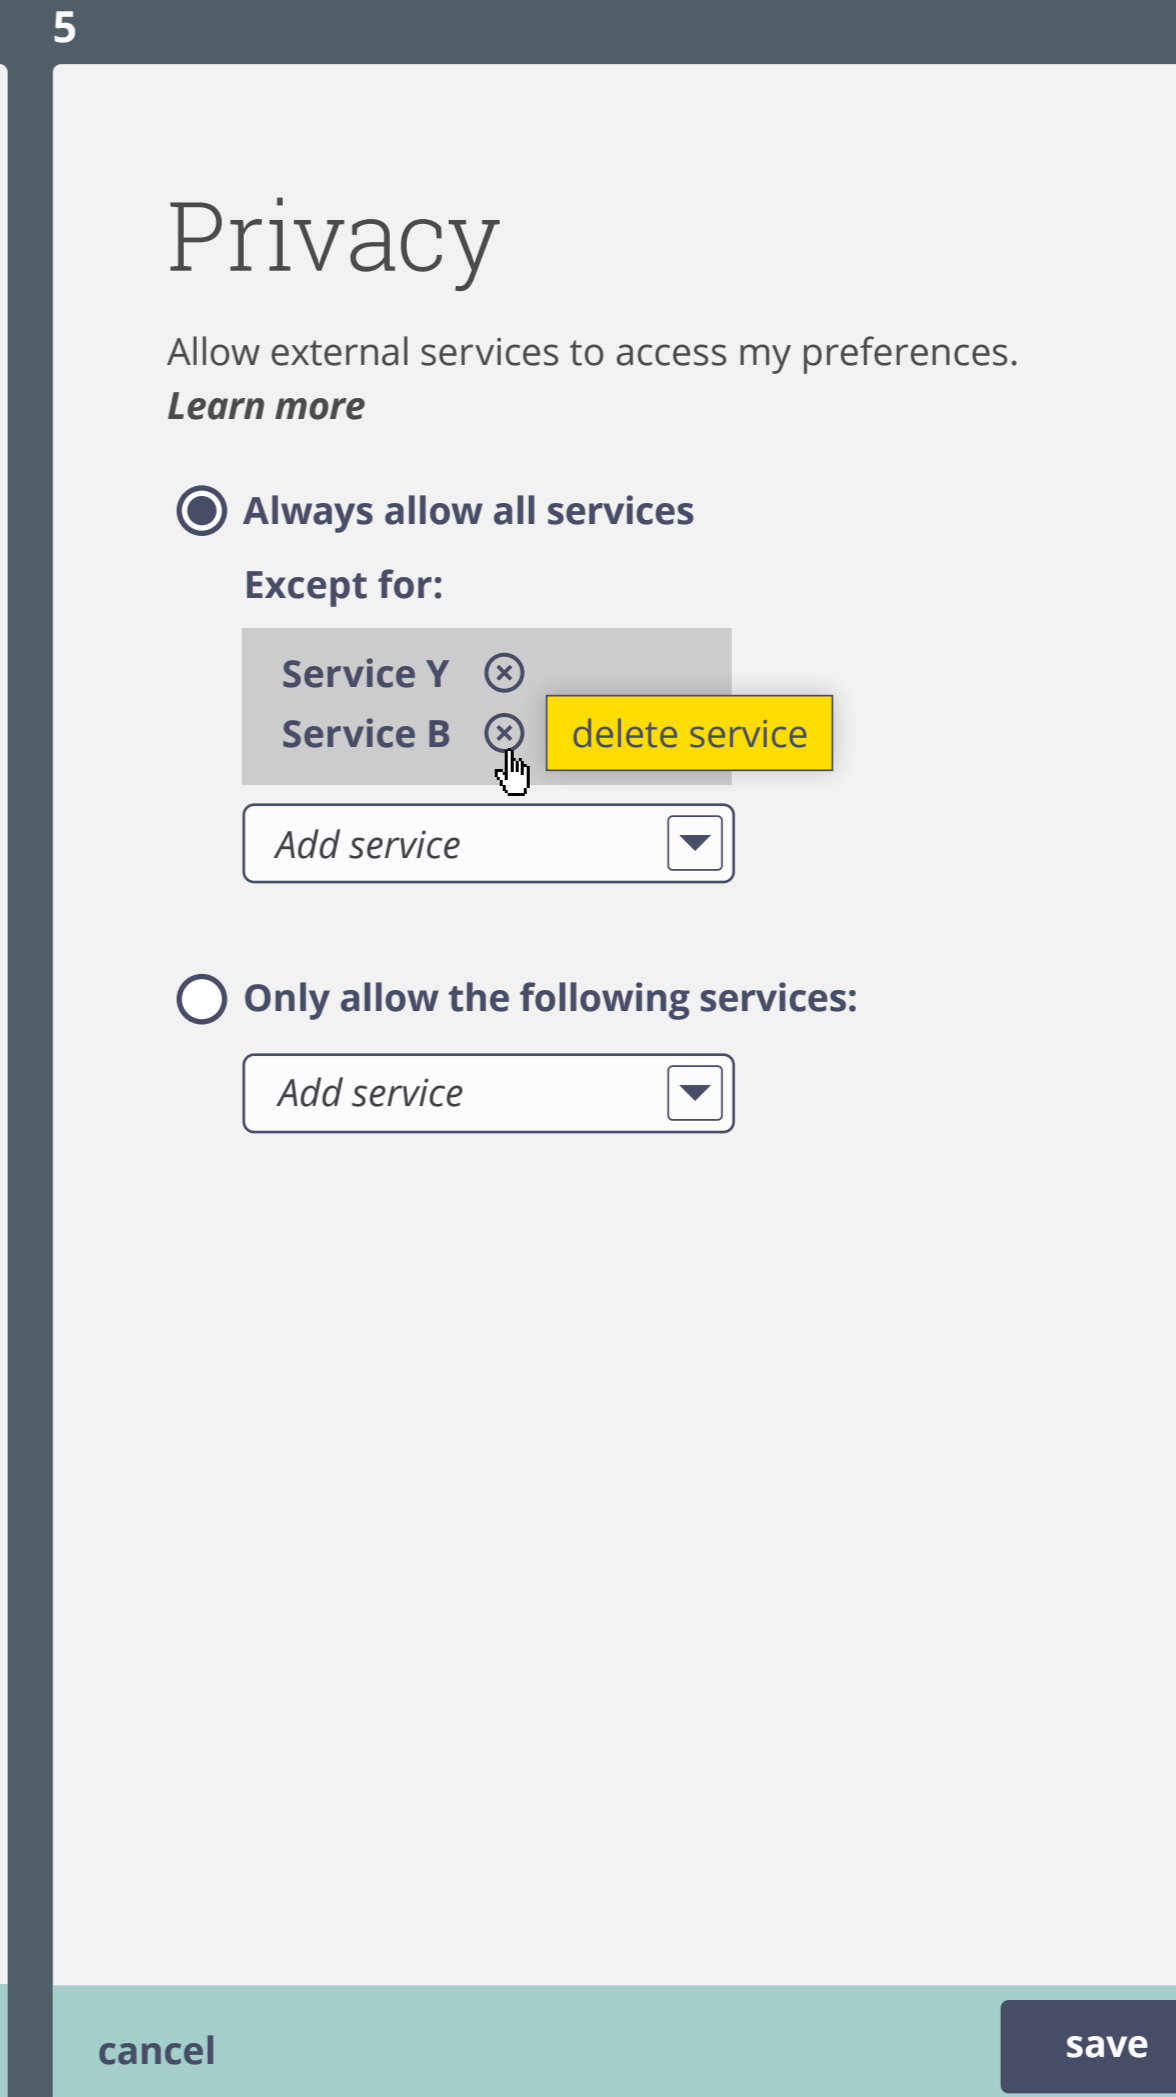 5
Privacy
Allow external services to access my preferences.
Learn more
Always allow all services
Except for:
Service Y
Service B
delete service
Add service
Only allow the following services:
Add service
cancel
save